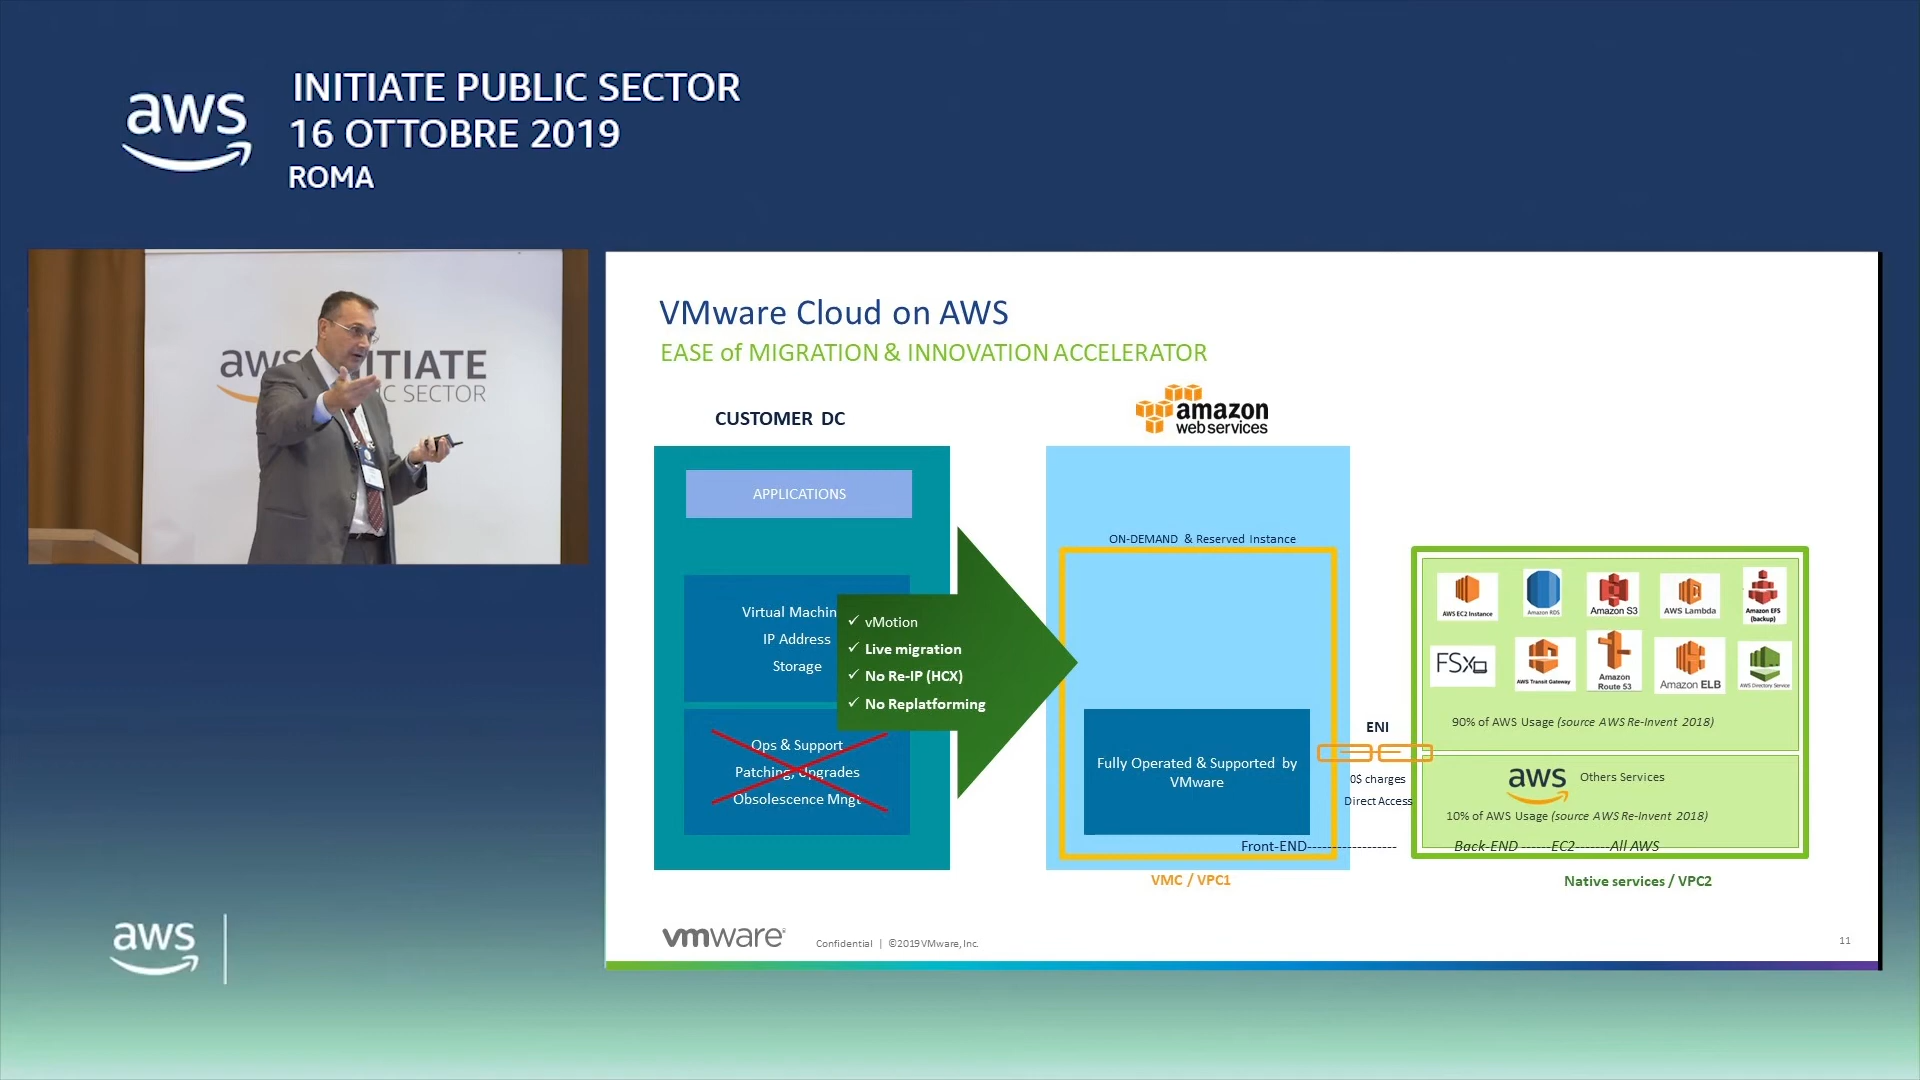 aws
INITIATE PUBLIC SECTOR
16 OTTOBRE 2019
ROMA
aws ITIATE
IC SECTOR
VMware Cloud on AWS
EASE of MIGRATION & INNOVATION ACCELERATOR
CUSTOMER DC
amazon
webservices
APPLICATIONS
ON-DEMAND & Reserved Instance
Virtual Machin
IP Address
Storage
✓ vMotion
✓ Live migration
✓ No Re-IP (HCX)
✓ No Replatforming
Ops & Support
Patching, Upgrades
Obsolescence Mngt
Fully Operated & Supported by
VMware
ENI
0$ charges
Direct Access
AWS EC2 Instance
Amazon RDS
Amazon S3
AWS Lambda
Amazon EFS
(backup)
FSx
AWS Transit Gateway
Amazon
Route 53
Amazon ELB
AWS Directory Service
90% of AWS Usage (source AWS Re-Invent 2018)
aws Others Services
10% of AWS Usage (source AWS Re-Invent 2018)
Front-END------------------
Back-END ------EC2-------All AWS
VMC / VPC1
Native services / VPC2
vmware
Confidential | ©2019 VMware, Inc.
11
aws